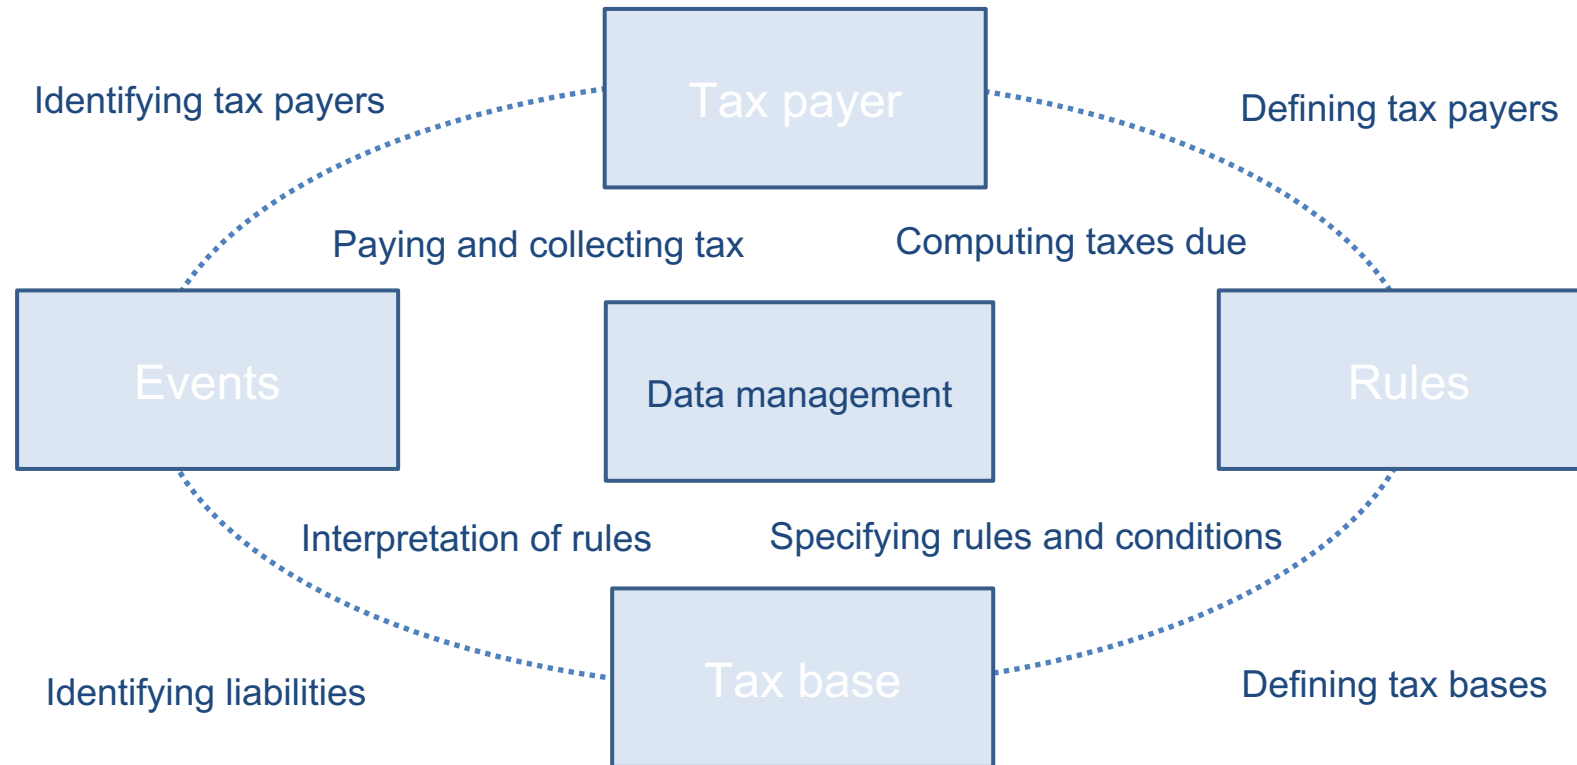 Tax payer
Identifying tax payers
Defining tax payers
Paying and collecting tax
Computing taxes due
Events
Data management
Rules
Interpretation of rules
Specifying rules and conditions
Tax base
Identifying liabilities
Defining tax bases